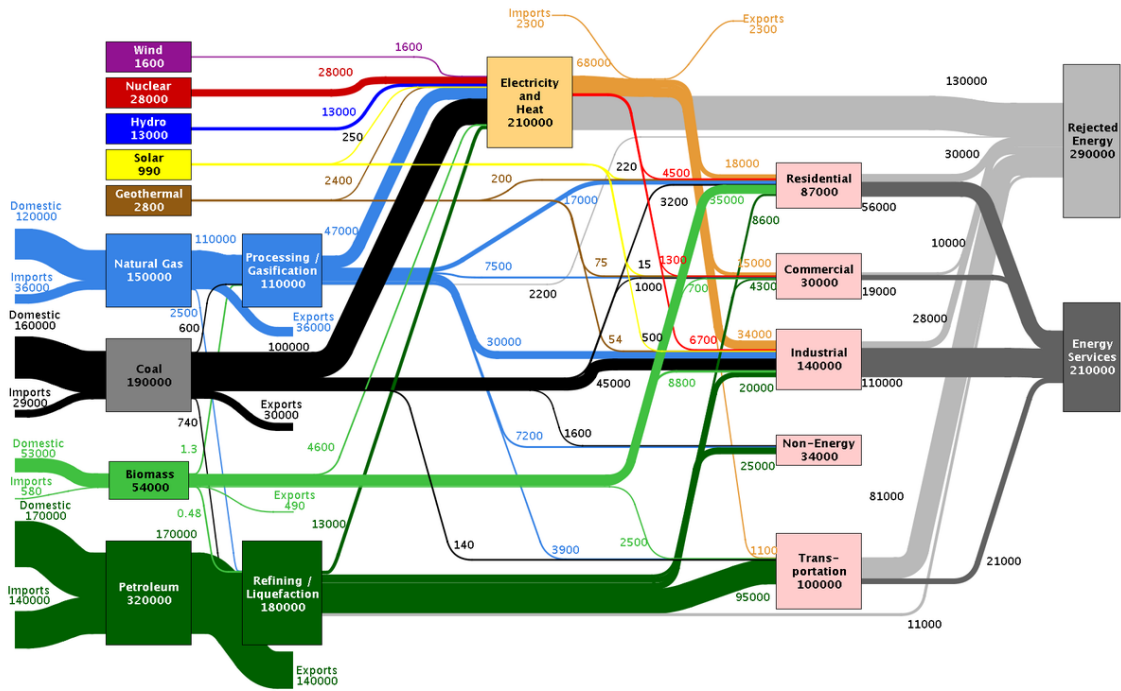 Imports
2300
Exports
2300
Wind
1600
1600
68000
Nuclear
28000
28000
Electricity
and
Heat
210000
130000
Hydro
13000
13000
250
Rejected
Energy
290000
Solar
990
220
18000
30000
Geothermal
2800
2400
200
4500
Residential
87000
Domestic
120000
17000
3200
35000
56000
47000
8600
110000
Natural Gas
150000
Processing /
Gasification
110000
10000
Imports
36000
7500
75
15
1300
25000
Commercial
30000
1000
700
4300
19000
2200
Domestic
160000
2500
600
Exports
36000
28000
100000
30000
54
500
6700
34000
Industrial
140000
Energy
Services
210000
Coal
190000
45000
8800
20000
110000
Imports
29000
Exports
30000
740
7200
1600
Non-Energy
34000
25000
Domestic
53000
1.3
4600
Biomass
54000
Imports
580
Exports
490
81000
Domestic
170000
0.48
13000
170000
140
3900
2500
1100
Trans-
portation
100000
21000
Petroleum
320000
Refining /
Liquefaction
180000
Imports
140000
95000
11000
Exports
140000